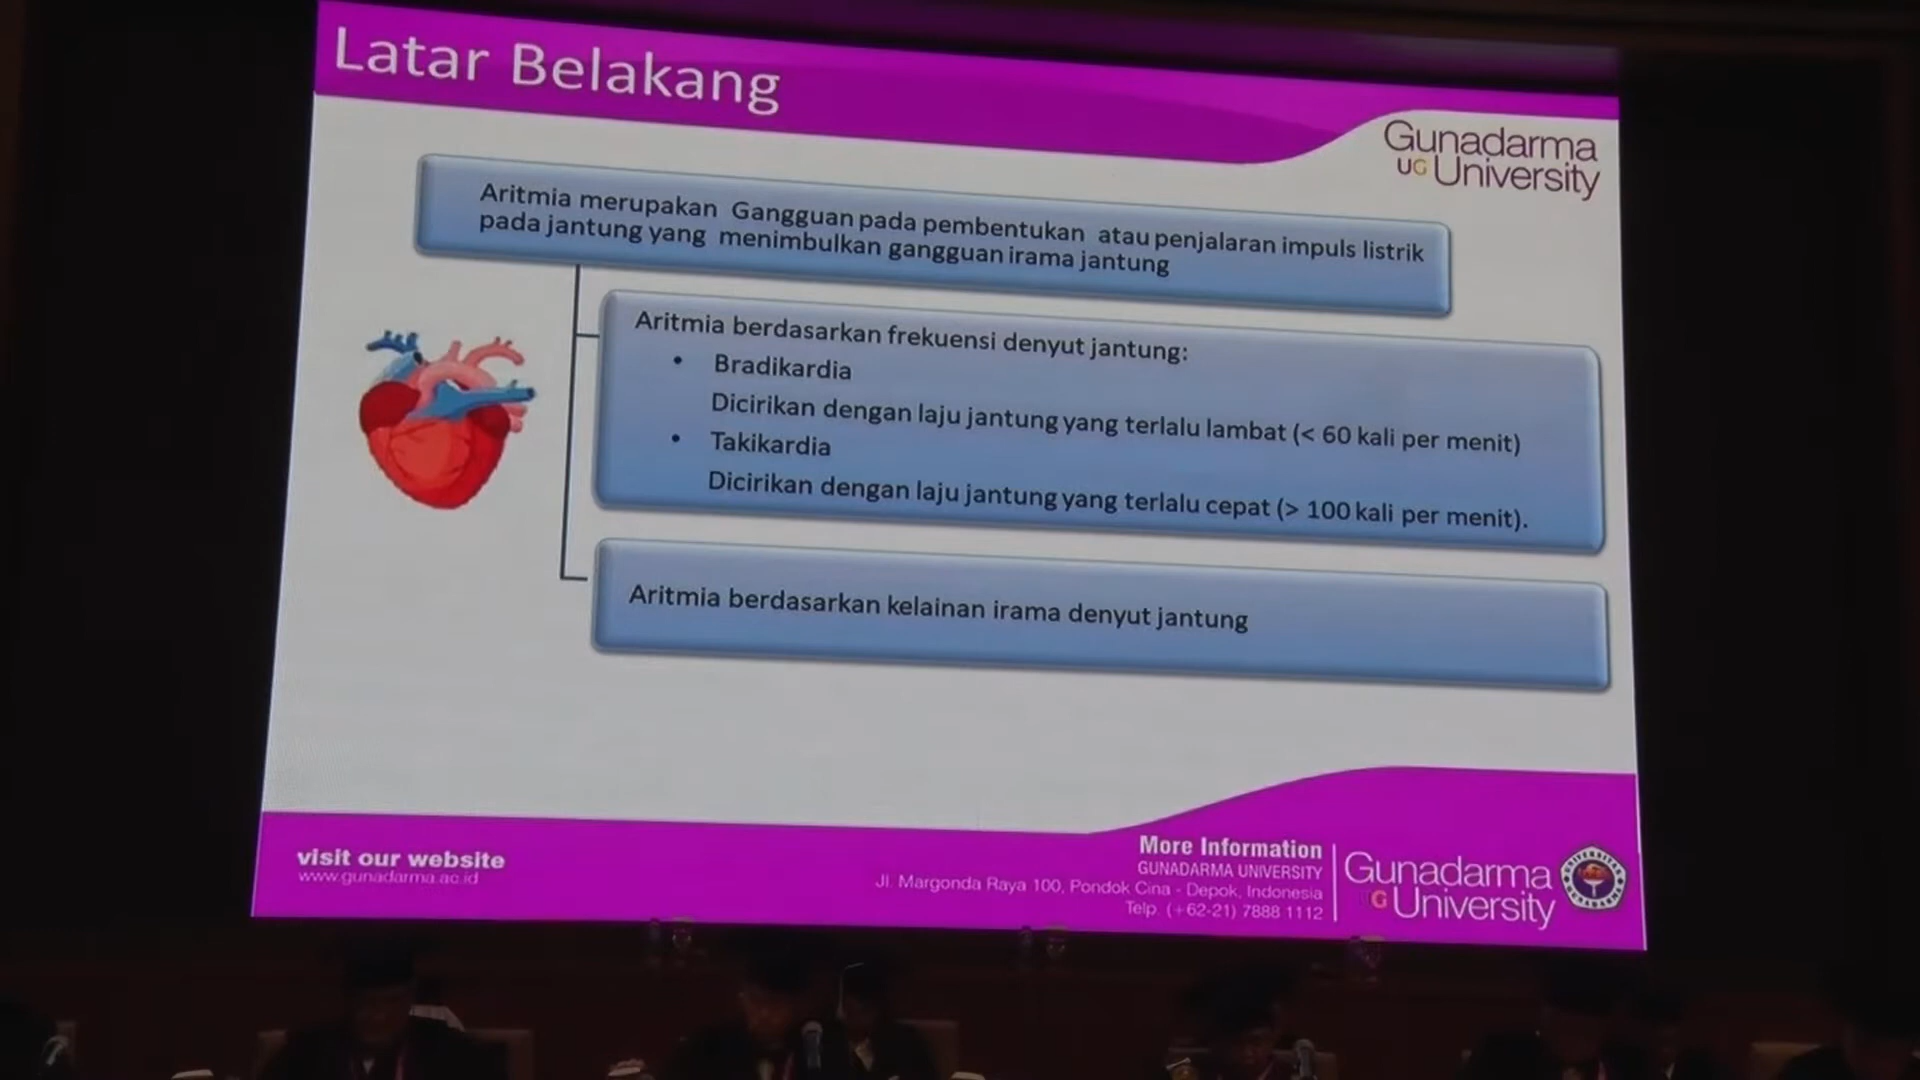 Latar Belakang
Gunadarma
UG University
Aritmia merupakan Gangguan pada pembentukan atau penjalaran impuls listrik
pada jantung yang menimbulkan gangguan irama jantung
Aritmia berdasarkan frekuensi denyut jantung:
• Bradikardia
Dicirikan dengan laju jantung yang terlalu lambat (< 60 kali per menit)
• Takikardia
Dicirikan dengan laju jantung yang terlalu cepat (> 100 kali per menit).
Aritmia berdasarkan kelainan irama denyut jantung
visit our website
www.gunadarma.ac.id
More Information
GUNADARMA UNIVERSITY
Jl. Margonda Raya 100, Pondok Cina - Depok, Indonesia
Telp. (+62-21) 7888 1112
Gunadarma
UG University